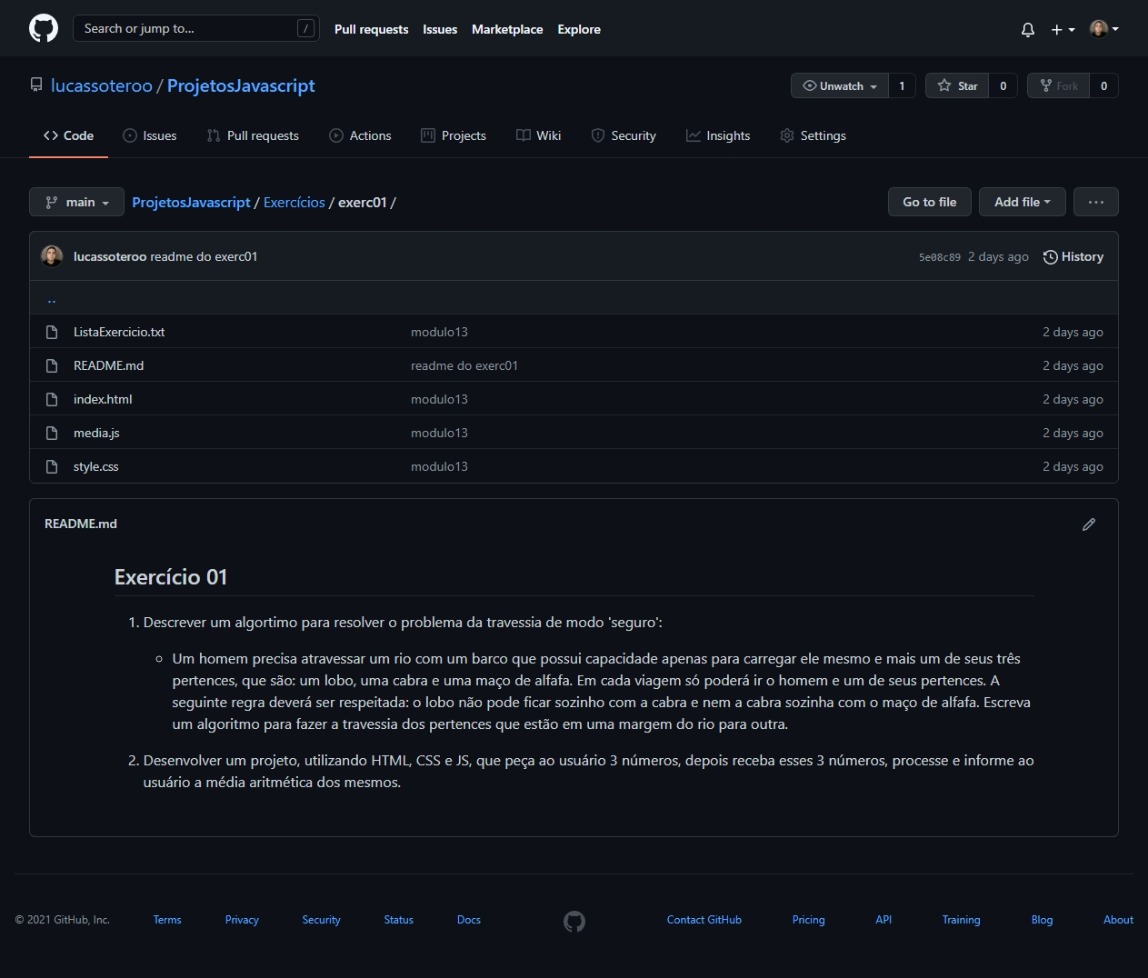 Search or jump to... /
Pull requests Issues Marketplace Explore
lucassoteroo / ProjetosJavascript
Unwatch 1 Star 0 Fork 0
Code Issues Pull requests Actions Projects Wiki Security Insights Settings
main ProjetosJavascript / Exercícios / exerc01 /
Go to file Add file ...
lucassoteroo readme do exerc01 5e08c89 2 days ago History
..
ListaExercicio.txt modulo13 2 days ago
README.md readme do exerc01 2 days ago
index.html modulo13 2 days ago
media.js modulo13 2 days ago
style.css modulo13 2 days ago
README.md
Exercício 01
1. Descrever um algortimo para resolver o problema da travessia de modo 'seguro':
Um homem precisa atravessar um rio com um barco que possui capacidade apenas para carregar ele mesmo e mais um de seus três
pertences, que são: um lobo, uma cabra e uma maço de alfafa. Em cada viagem só poderá ir o homem e um de seus pertences. A
seguinte regra deverá ser respeitada: o lobo não pode ficar sozinho com a cabra e nem a cabra sozinha com o maço de alfafa. Escreva
um algoritmo para fazer a travessia dos pertences que estão em uma margem do rio para outra.
2. Desenvolver um projeto, utilizando HTML, CSS e JS, que peça ao usuário 3 números, depois receba esses 3 números, processe e informe ao
usuário a média aritmética dos mesmos.
© 2021 GitHub, Inc. Terms Privacy Security Status Docs Contact GitHub Pricing API Training Blog About